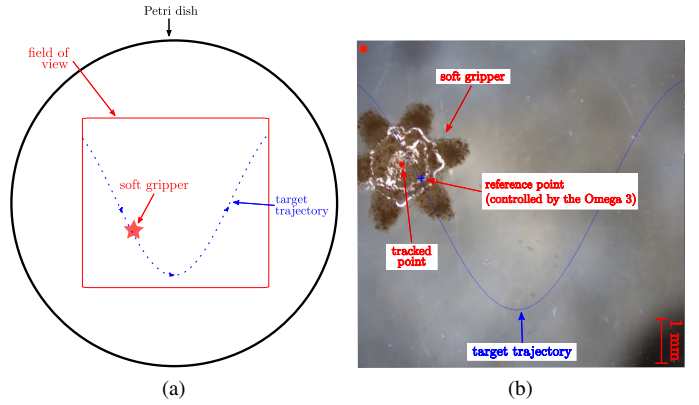 Petri dish
field of
view
soft gripper
target
trajectory
(a)
soft gripper
reference point
(controlled by the Omega 3)
tracked
point
target trajectory
1 mm
(b)